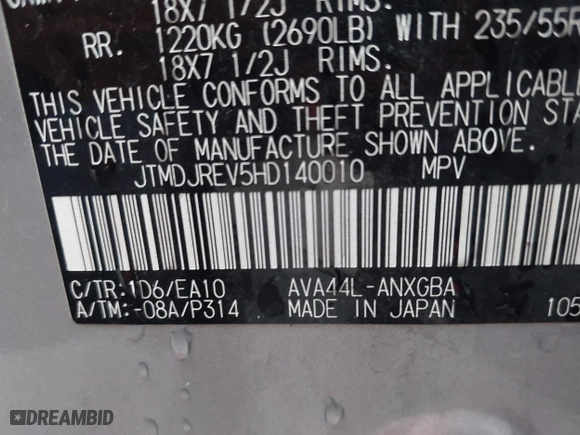 18X7 1/2J RIMS.
RR. 1220KG (2690LB) WITH 235/55R
18X7 1/2J RIMS.
THIS VEHICLE CONFORMS TO ALL APPLICABLE
VEHICLE SAFETY AND THEFT PREVENTION STA
THE DATE OF MANUFACTURE SHOWN ABOVE.
JTMDJREV5HD140010 MPV
C/TR:1D6/EA10 AVA44L-ANXGBA
A/TM:-08A/P314 MADE IN JAPAN 105
DREAMBID